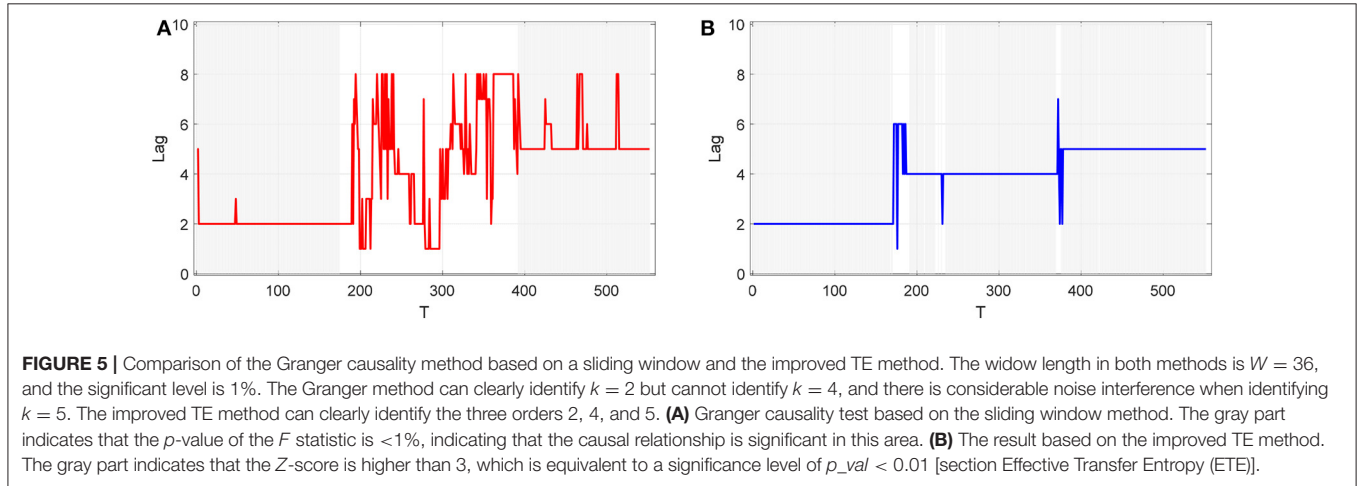 A
B
10
8
6
4
2
0
Lag
0 100 200 300 400 500
T
10
8
6
4
2
0
Lag
0 100 200 300 400 500
T
FIGURE 5 | Comparison of the Granger causality method based on a sliding window and the improved TE method. The widow length in both methods is W = 36,
and the significant level is 1%. The Granger method can clearly identify k = 2 but cannot identify k = 4, and there is considerable noise interference when identifying
k = 5. The improved TE method can clearly identify the three orders 2, 4, and 5. (A) Granger causality test based on the sliding window method. The gray part
indicates that the p-value of the F statistic is <1%, indicating that the causal relationship is significant in this area. (B) The result based on the improved TE method.
The gray part indicates that the Z-score is higher than 3, which is equivalent to a significance level of p_val < 0.01 [section Effective Transfer Entropy (ETE)].